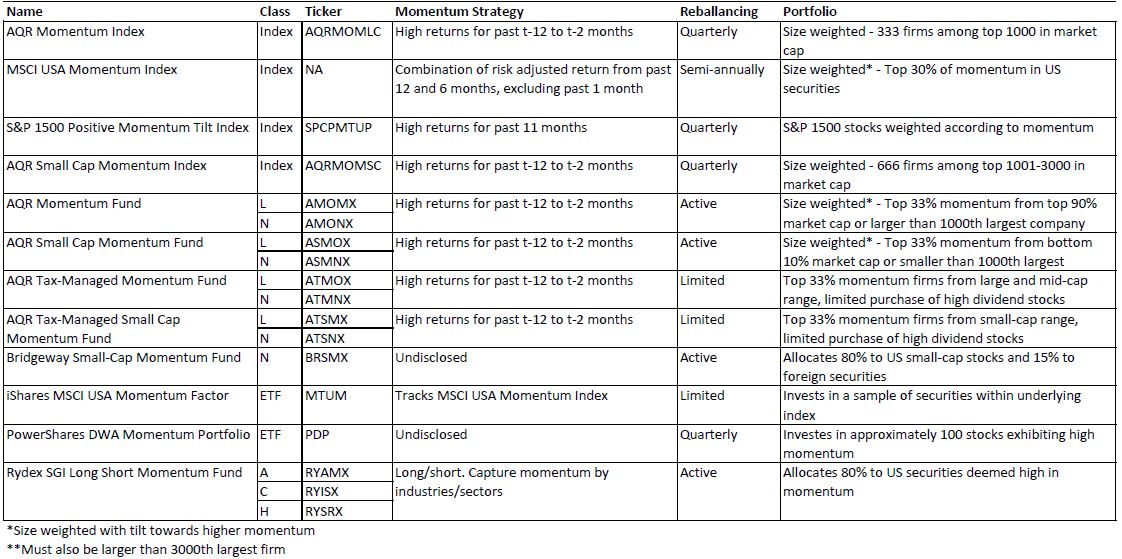 Name Class Ticker Momentum Strategy Reballancing Portfolio
AQR Momentum Index Index AQRMOMLC High returns for past t-12 to t-2 months Quarterly Size weighted - 333 firms among top 1000 in market
cap
MSCI USA Momentum Index Index NA Combination of risk adjusted return from past Semi-annually Size weighted* - Top 30% of momentum in US
12 and 6 months, excluding past 1 month securities
S&P 1500 Positive Momentum Tilt Index Index SPCPMTUP High returns for past 11 months Quarterly S&P 1500 stocks weighted according to momentum
AQR Small Cap Momentum Index Index AQRMOMSC High returns for past t-12 to t-2 months Quarterly Size weighted - 666 firms among top 1001-3000 in
market cap
AQR Momentum Fund L AMOMX High returns for past t-12 to t-2 months Active Size weighted* - Top 33% momentum from top 90%
N AMONX market cap or larger than 1000th largest company
AQR Small Cap Momentum Fund L ASMOX High returns for past t-12 to t-2 months Active Size weighted* - Top 33% momentum from bottom
N ASMNX 10% market cap or smaller than 1000th largest
AQR Tax-Managed Momentum Fund L ATMOX High returns for past t-12 to t-2 months Limited Top 33% momentum firms from large and mid-cap
N ATMNX range, limited purchase of high dividend stocks
AQR Tax-Managed Small Cap L ATSMX High returns for past t-12 to t-2 months Limited Top 33% momentum firms from small-cap range,
Momentum Fund N ATSNX limited purchase of high dividend stocks
Bridgeway Small-Cap Momentum Fund N BRSMX Undisclosed Active Allocates 80% to US small-cap stocks and 15% to
foreign securities
iShares MSCI USA Momentum Factor ETF MTUM Tracks MSCI USA Momentum Index Limited Invests in a sample of securities within underlying
index
PowerShares DWA Momentum Portfolio ETF PDP Undisclosed Quarterly Investes in approximately 100 stocks exhibiting high
momentum
Rydex SGI Long Short Momentum Fund A RYAMX Long/short. Capture momentum by Active Allocates 80% to US securities deemed high in
C RYISX industries/sectors momentum
H RYSRX
*Size weighted with tilt towards higher momentum
**Must also be larger than 3000th largest firm